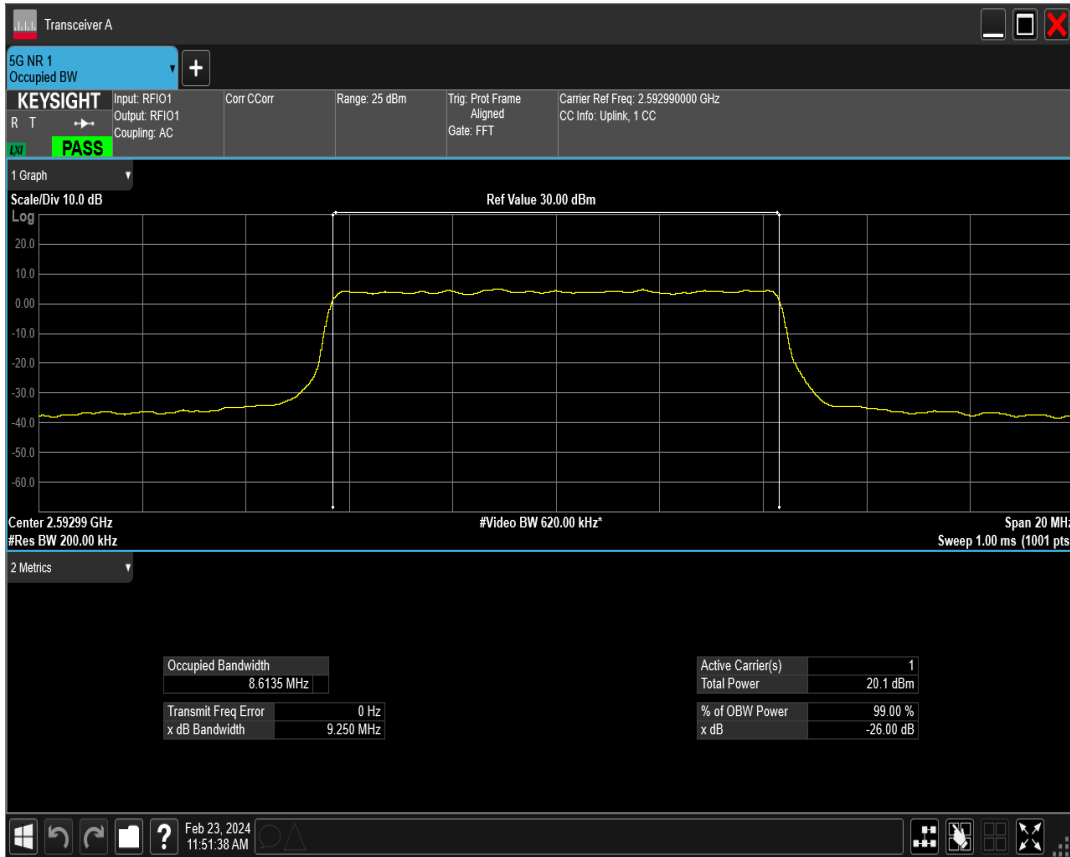 Transceiver A
5G NR 1
Occupied BW
+
KEYSIGHT
R T
LXI
PASS
Input: RFIO1
Output: RFIO1
Coupling: AC
Corr CCorr
Range: 25 dBm
Trig: Prot Frame
Aligned
Gate: FFT
Carrier Ref Freq: 2.592990000 GHz
CC Info: Uplink, 1 CC
1 Graph
Scale/Div 10.0 dB
Ref Value 30.00 dBm
Log
20.0
10.0
0.00
-10.0
-20.0
-30.0
-40.0
-50.0
-60.0
Center 2.59299 GHz
#Video BW 620.00 kHz*
Span 20 MHz
#Res BW 200.00 kHz
Sweep 1.00 ms (1001 pts
2 Metrics
Occupied Bandwidth
8.6135 MHz
Transmit Freq Error 0 Hz
x dB Bandwidth 9.250 MHz
Active Carrier(s) 1
Total Power 20.1 dBm
% of OBW Power 99.00 %
x dB -26.00 dB
?
Feb 23, 2024
11:51:38 AM